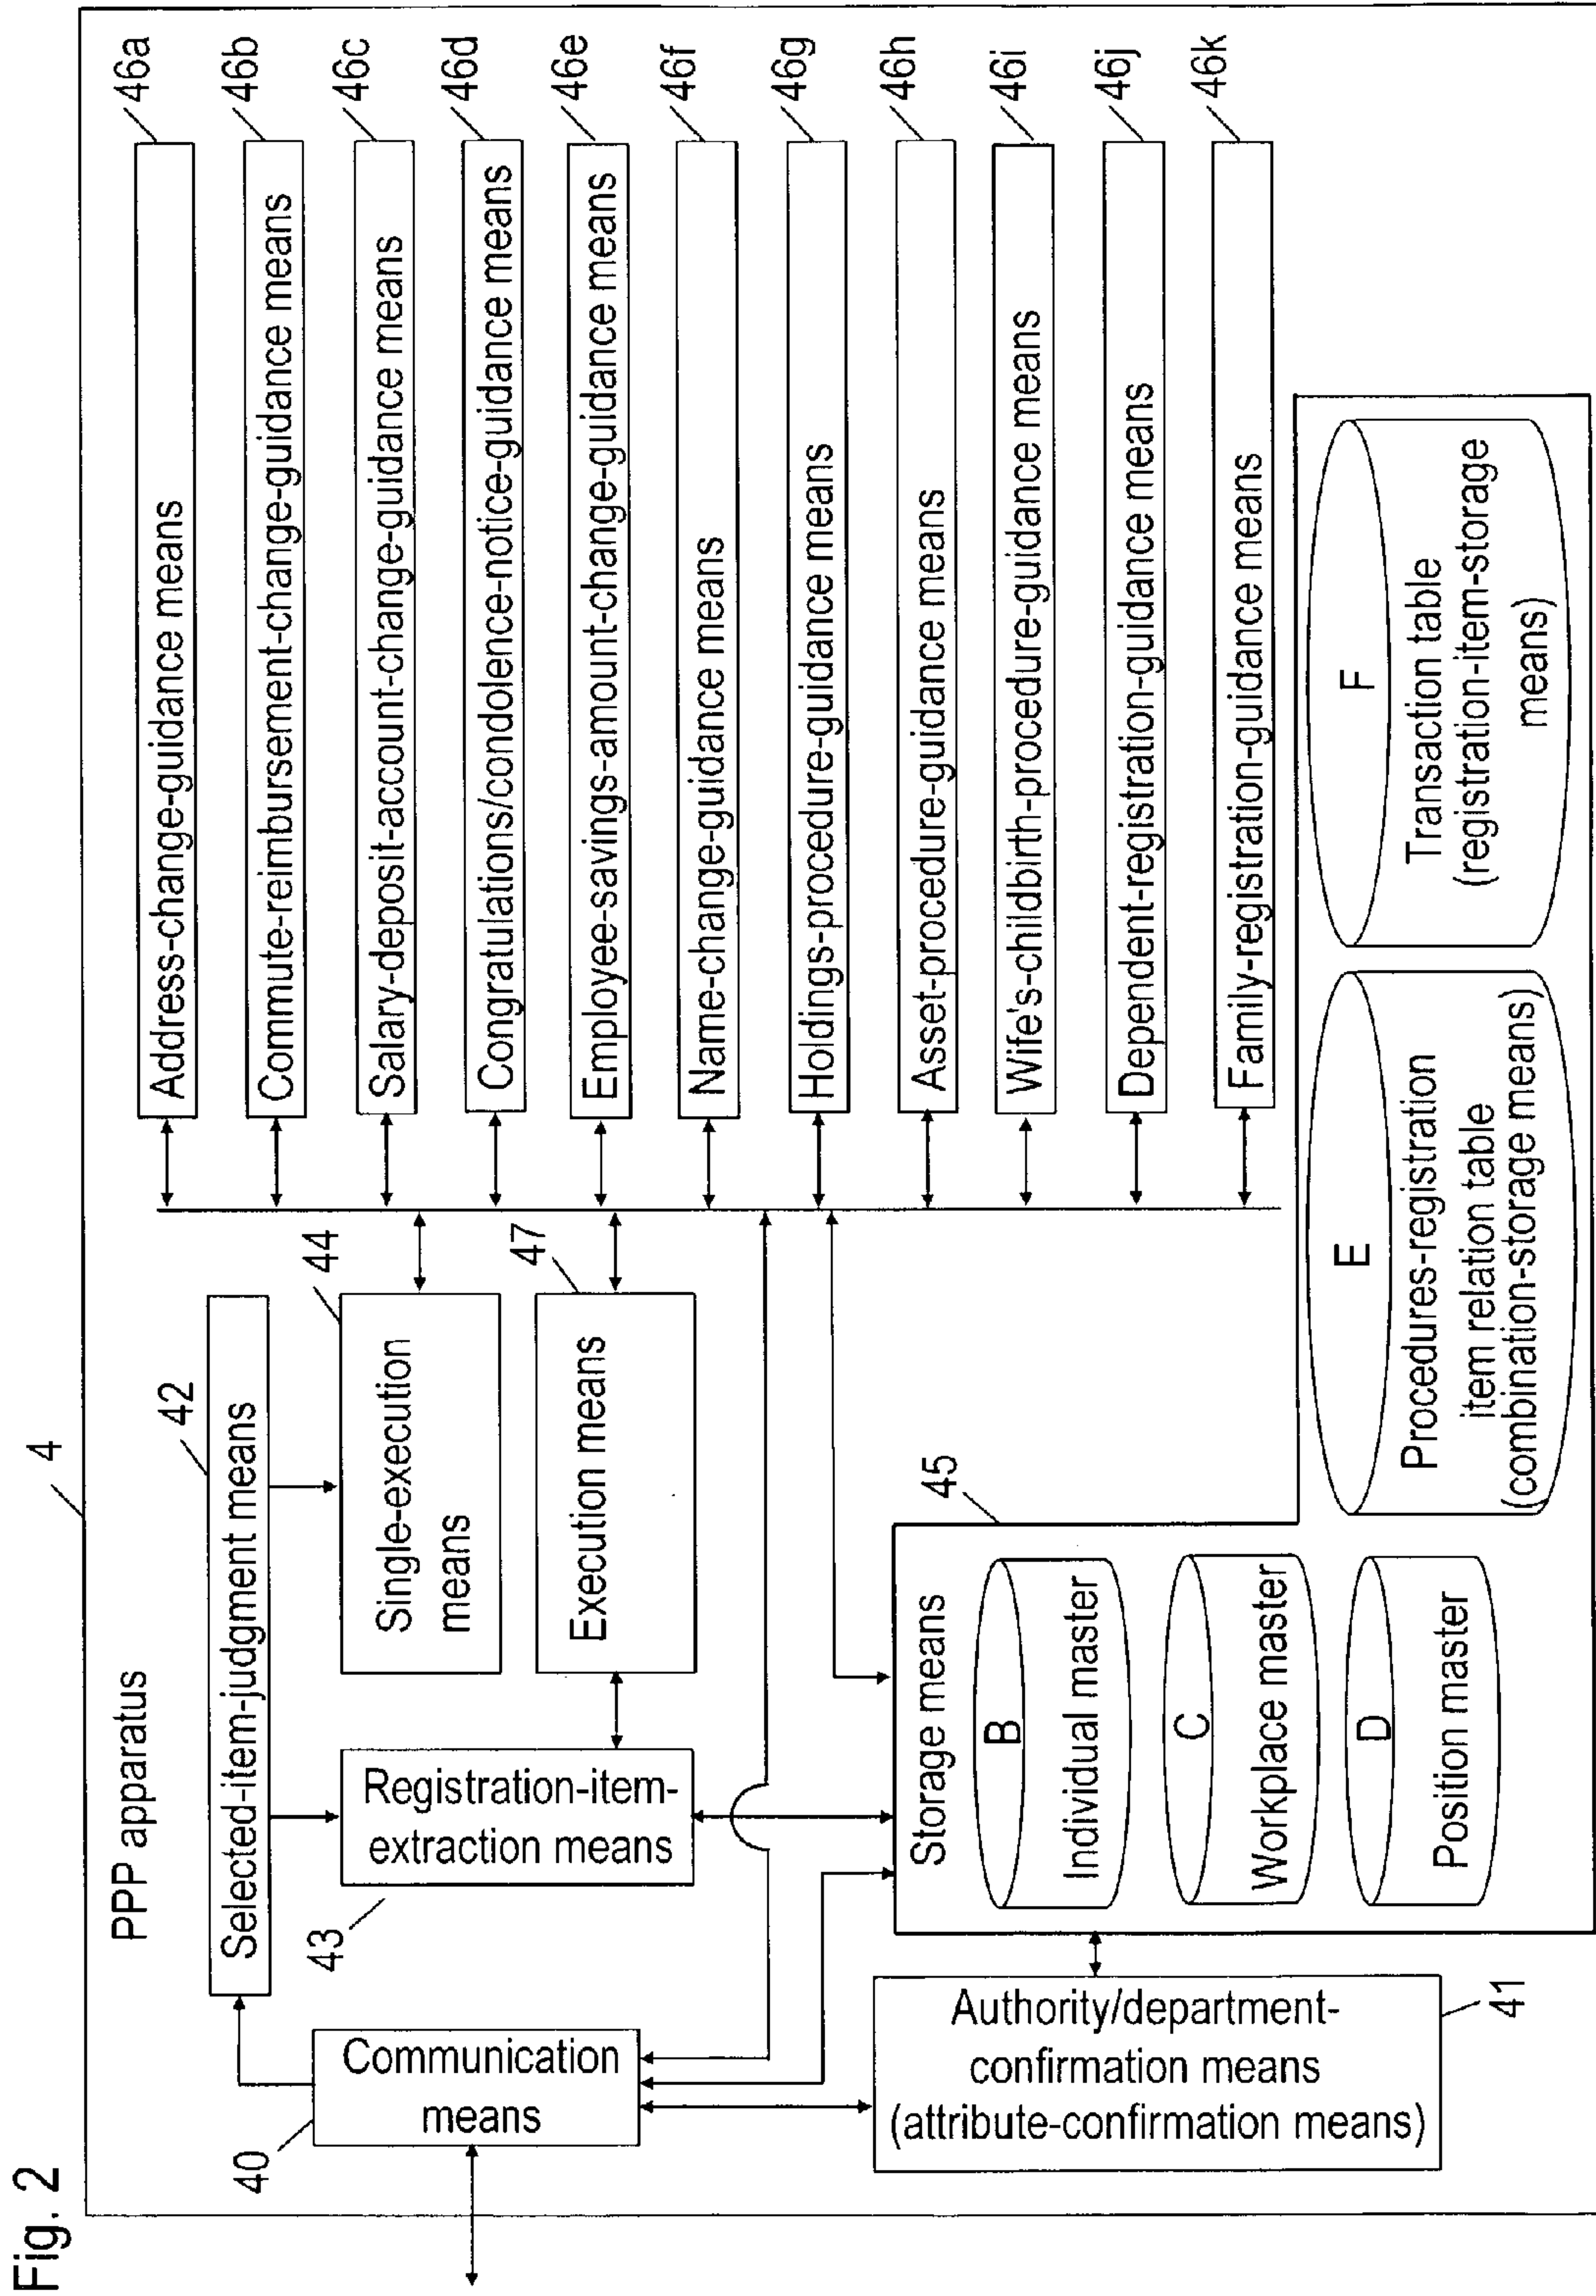 Fig. 2
4
PPP apparatus
40
Communication
means
42
Selected-item-judgment means
43
Registration-item-
extraction means
44
Single-execution
means
47
Execution means
41
Authority/department-
confirmation means
(attribute-confirmation means)
45
Storage means
B
Individual master
C
Workplace master
D
Position master
E
Procedures-registration
item relation table
(combination-storage means)
F
Transaction table
(registration-item-storage
means)
Address-change-guidance means
46a
Commute-reimbursement-change-guidance means
46b
Salary-deposit-account-change-guidance means
46c
Congratulations/condolence-notice-guidance means
46d
Employee-savings-amount-change-guidance means
46e
Name-change-guidance means
46f
Holdings-procedure-guidance means
46g
Asset-procedure-guidance means
46h
Wife's-childbirth-procedure-guidance means
46i
Dependent-registration-guidance means
46j
Family-registration-guidance means
46k